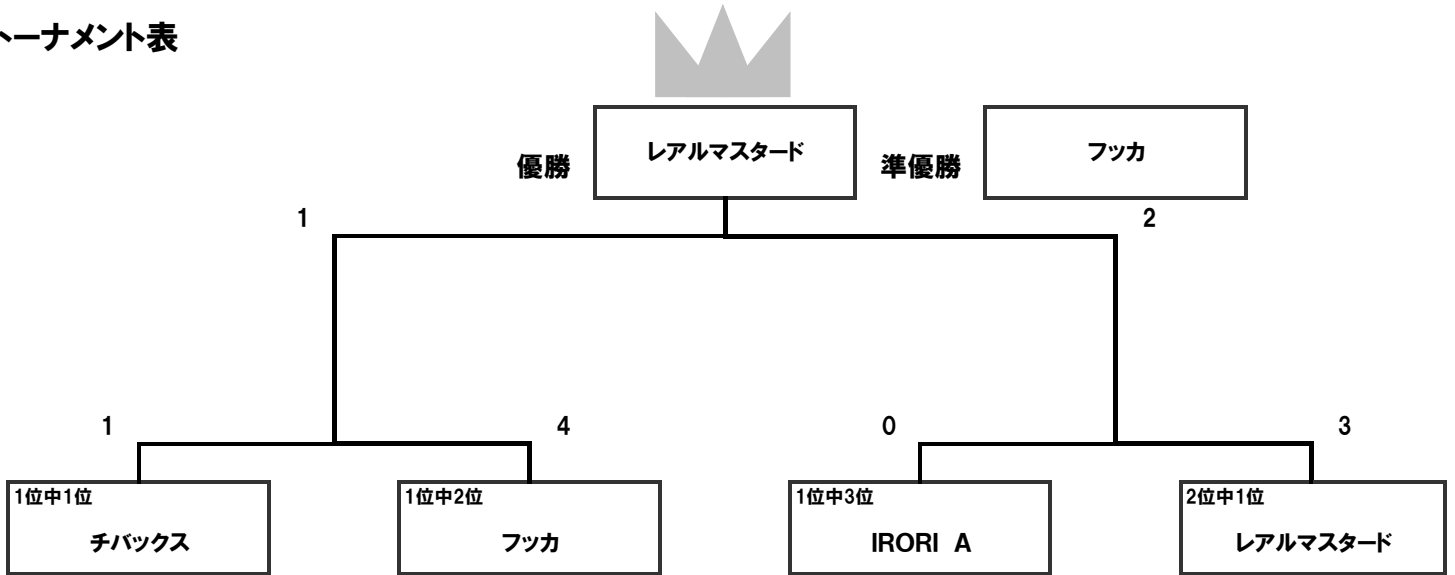 トーナメント表
レアルマスタード
フッカ
優勝
準優勝
1
2
1
4
0
3
1位中1位
1位中2位
1位中3位
2位中1位
チバックス
フッカ
IRORI A
レアルマスタード